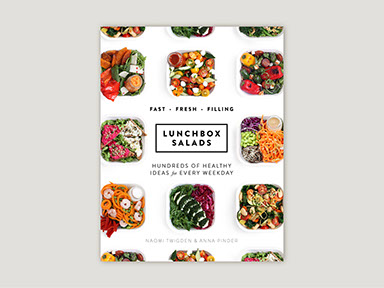 FAST • FRESH • FILLING
LUNCHBOX
SALADS
HUNDREDS OF HEALTHY
IDEAS for EVERY WEEKDAY
NAOMI TWIGDEN & ANNA PINDER